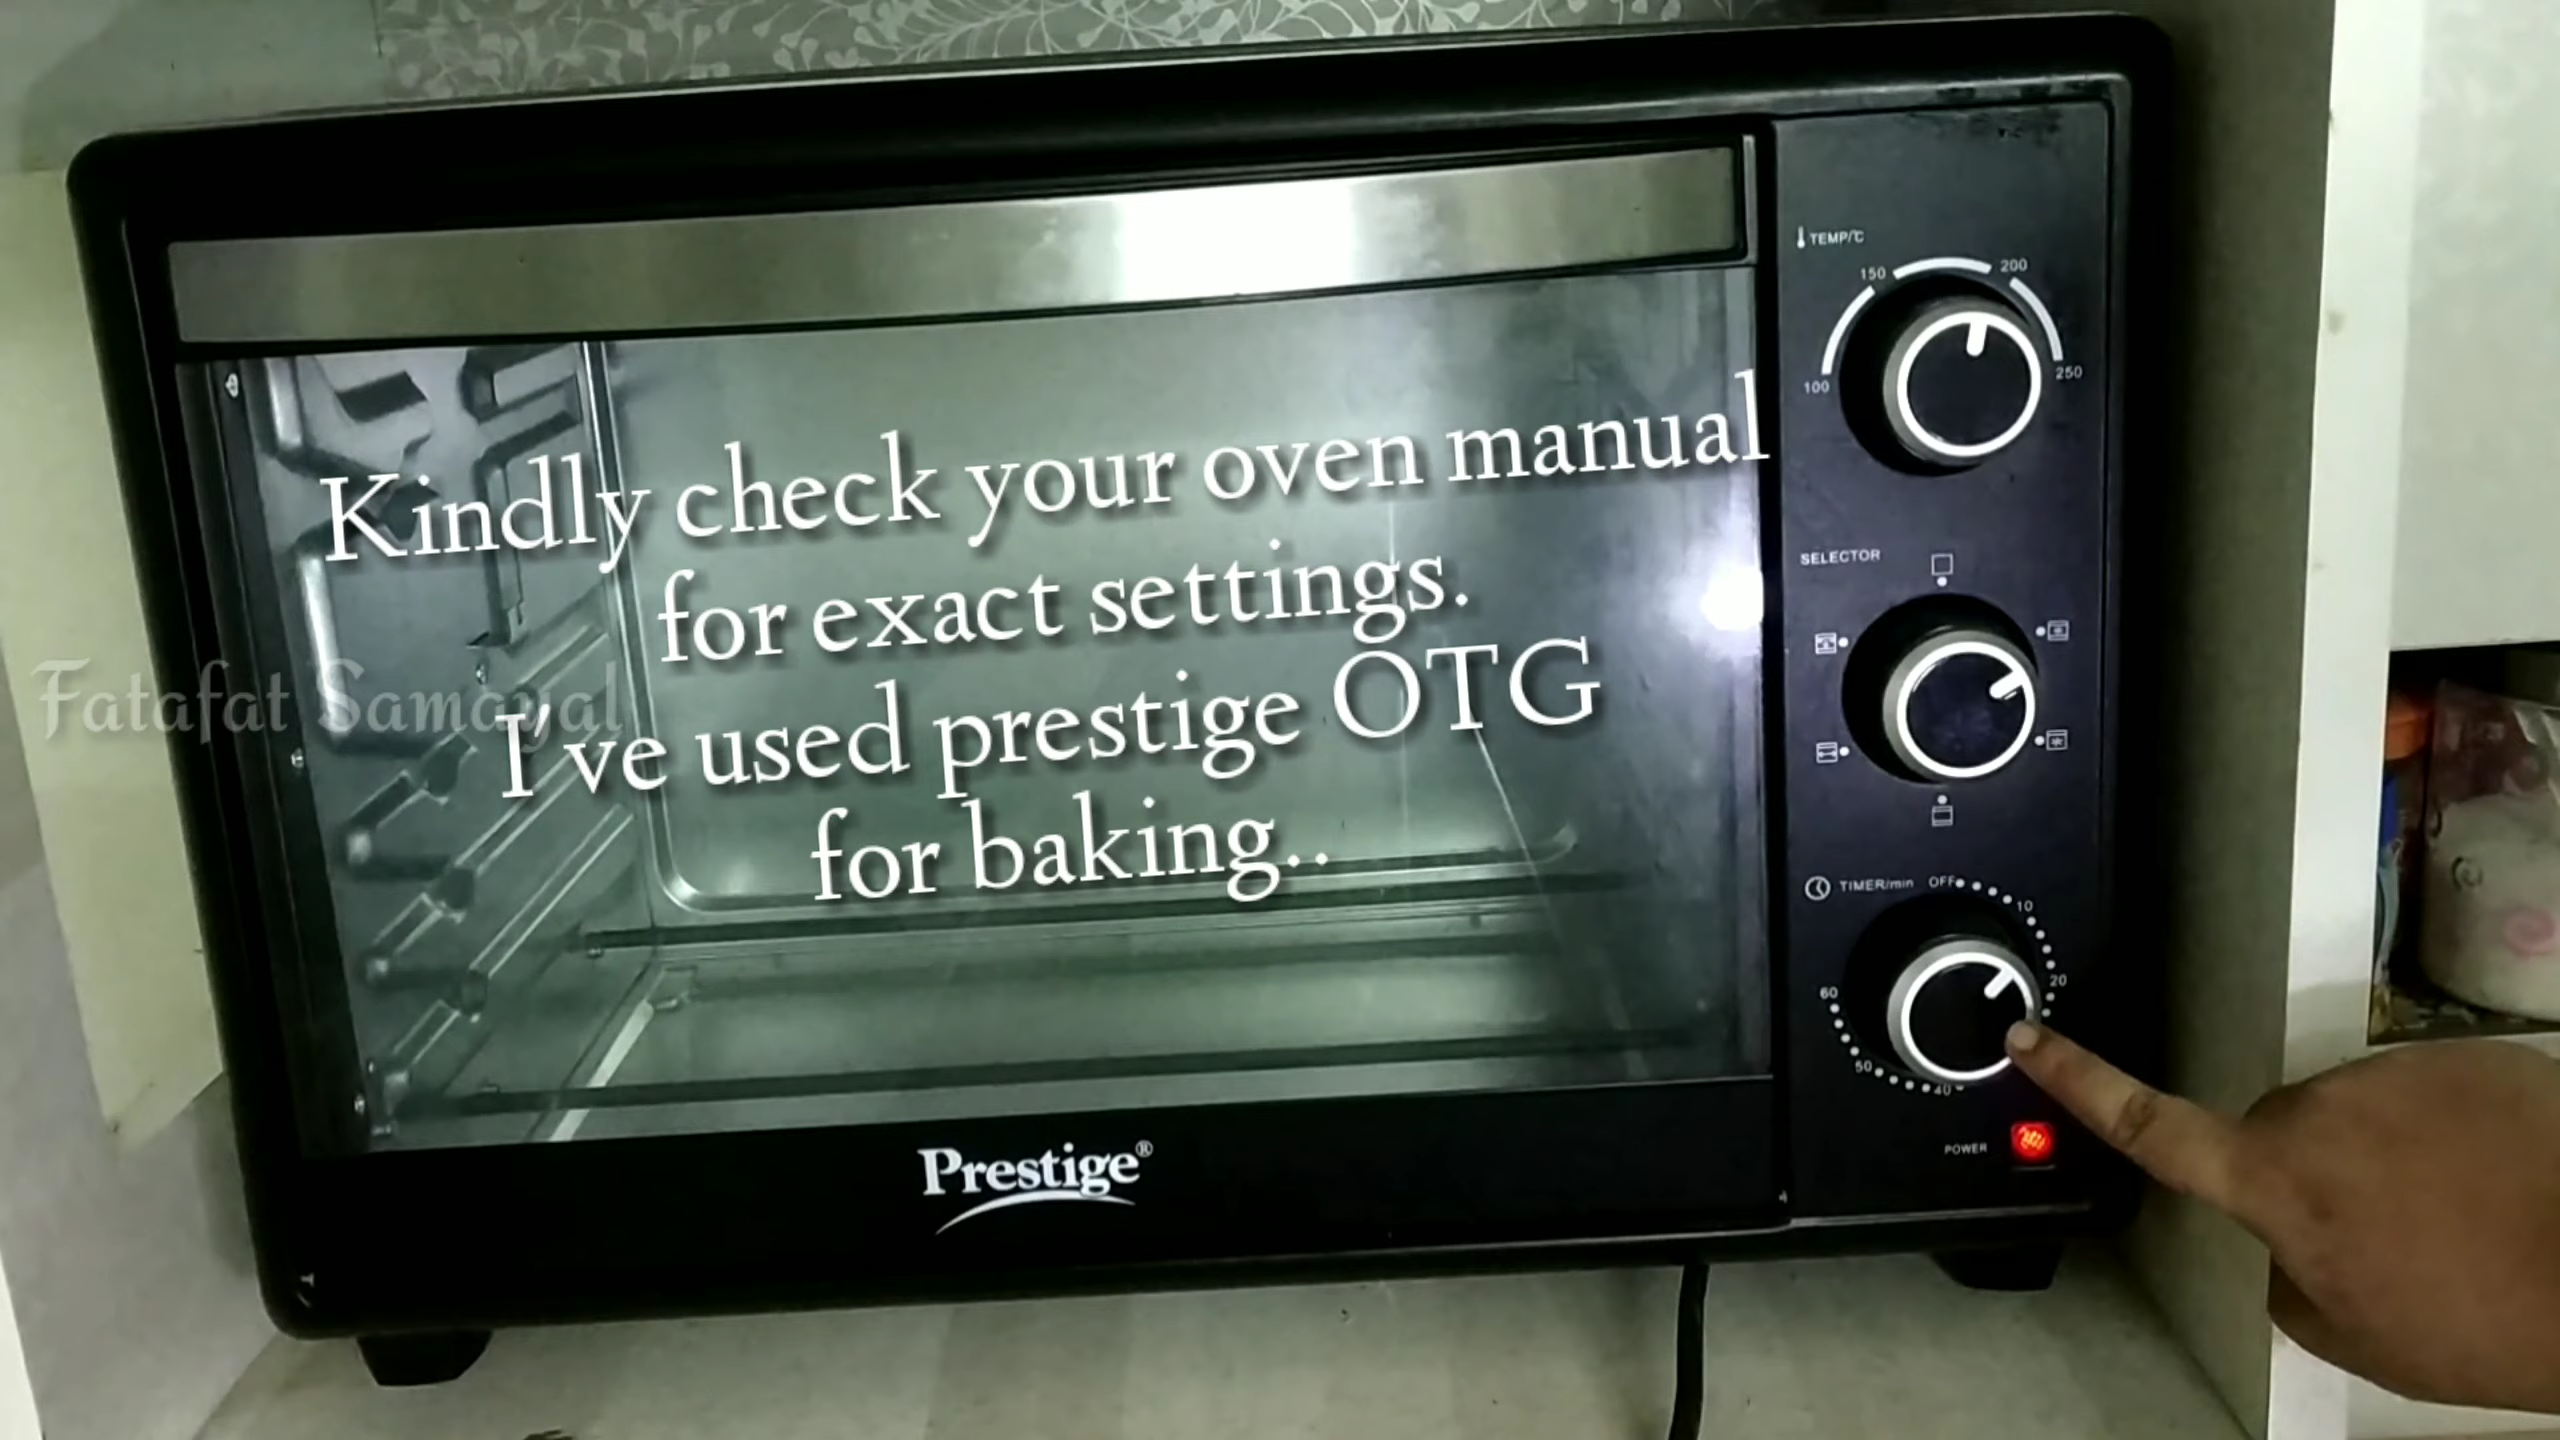 Kindly check your oven manual
for exact settings.
I've used prestige OTG
for baking..
Fatafat Samayal
Prestige®
TEMP/°C
100
150
200
250
SELECTOR
TIMER/min OFF
10
20
40
50
60
POWER